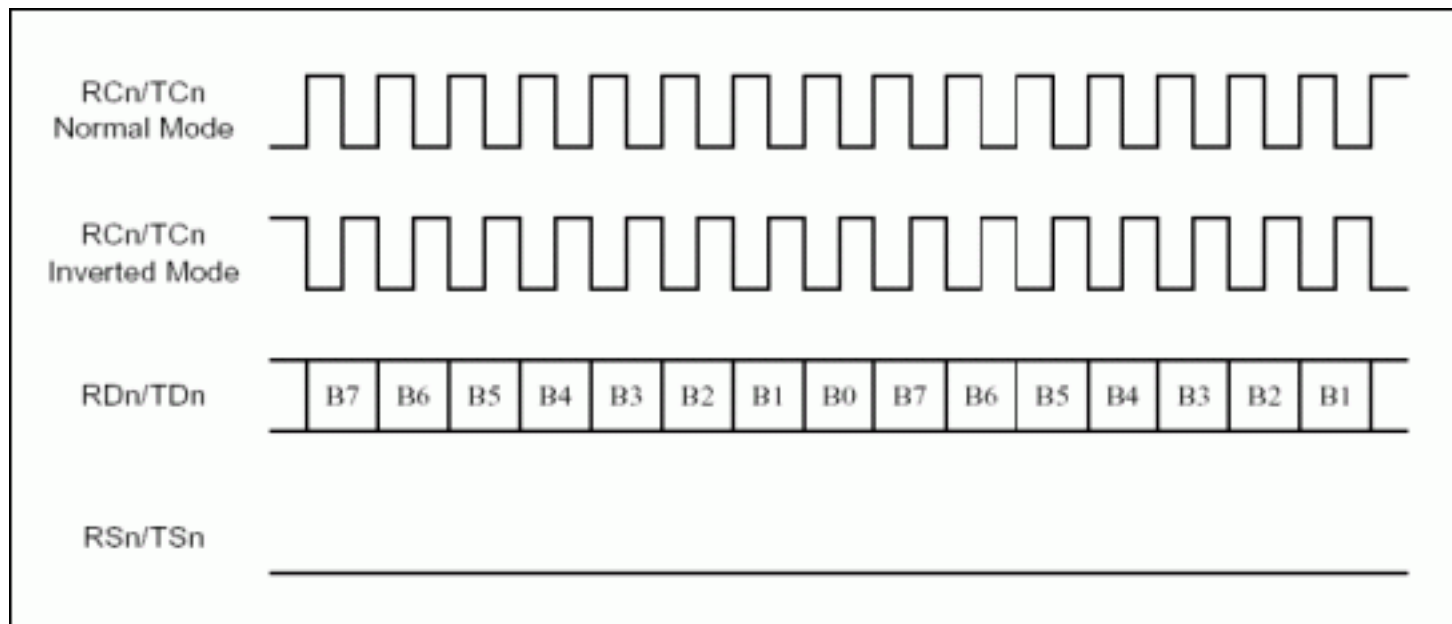 RCn/TCn
Normal Mode
RCn/TCn
Inverted Mode
RDn/TDn B7 B6 B5 B4 B3 B2 B1 B0 B7 B6 B5 B4 B3 B2 B1
RSn/TSn